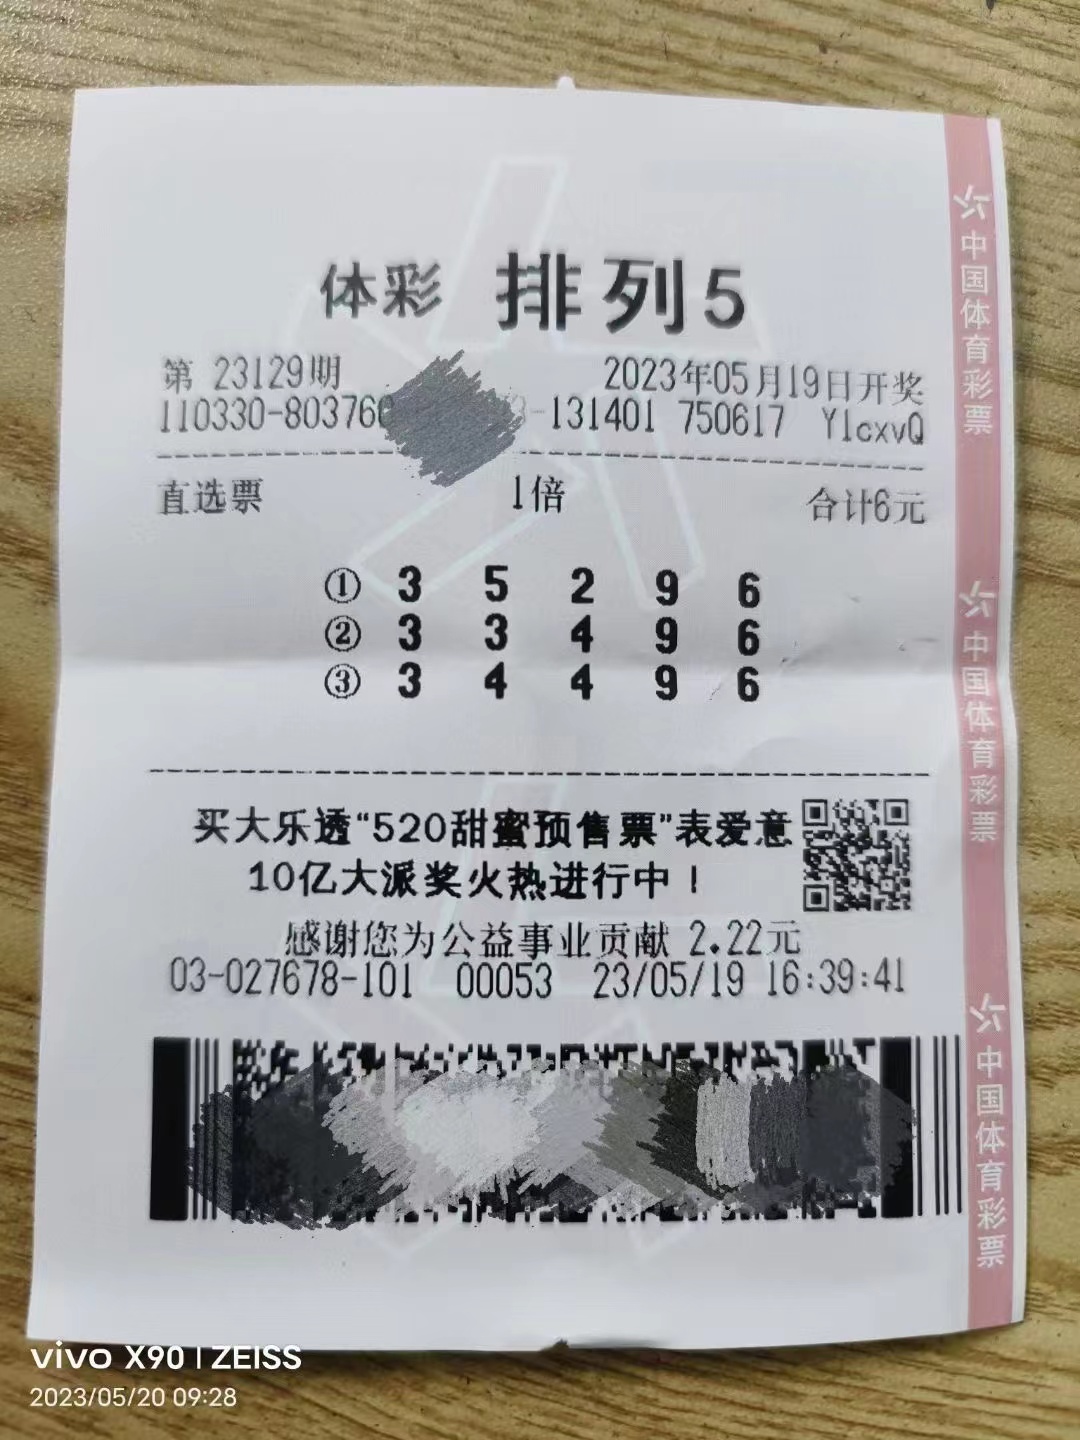 体彩 排列5
第 23129期 2023年05月19日开奖
110330-803760 -131401 750617 YlcxvQ
直选票 1倍 合计6元
① 3 5 2 9 6
② 3 3 4 9 6
③ 3 4 4 9 6
买大乐透“520甜蜜预售票”表爱意
10亿大派奖火热进行中!
感谢您为公益事业贡献 2.22元
03-027678-101 00053 23/05/19 16:39:41
中国体育彩票
中国体育彩票
中国体育彩票
vivo X90 | ZEISS
2023/05/20 09:28